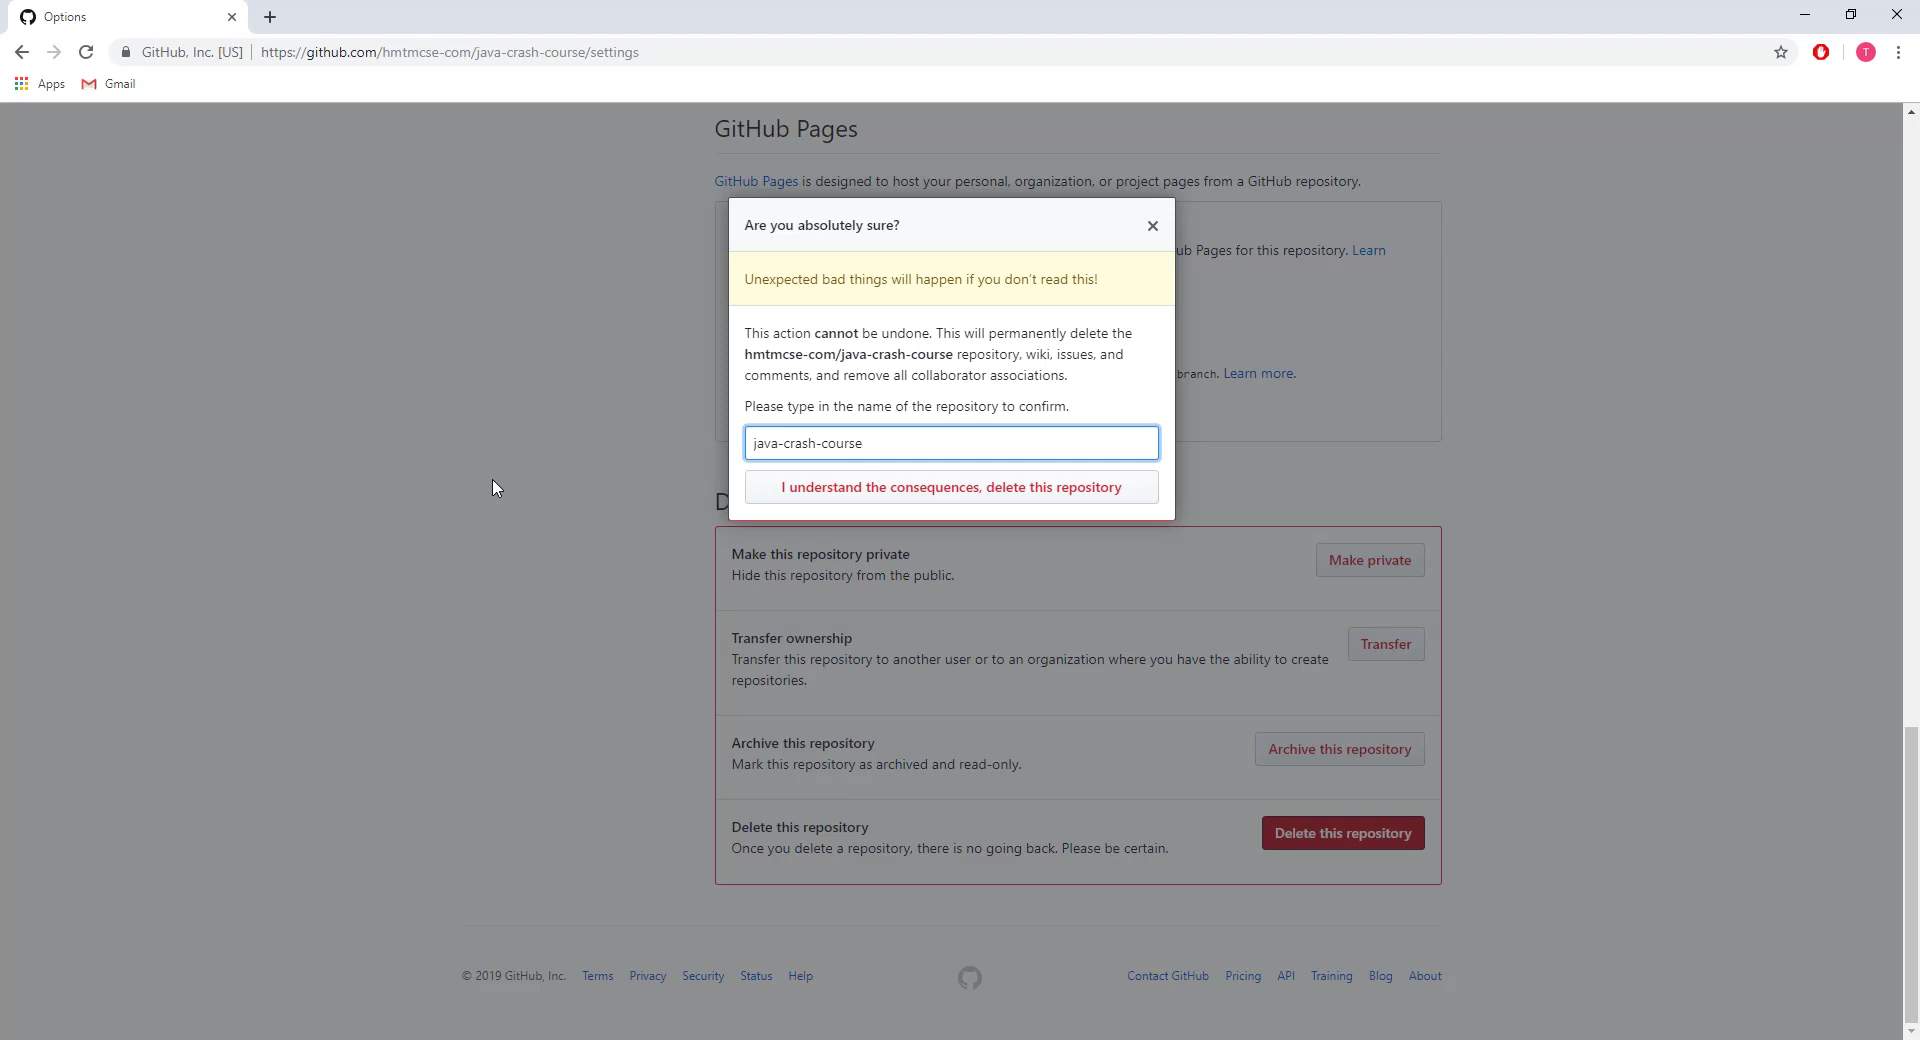 Options
GitHub, Inc. [US] https://github.com/hmtmcse-com/java-crash-course/settings
T
Apps Gmail
GitHub Pages
GitHub Pages is designed to host your personal, organization, or project pages from a GitHub repository.
Are you absolutely sure?
ub Pages for this repository. Learn
Unexpected bad things will happen if you don't read this!
This action cannot be undone. This will permanently delete the
hmtmcse-com/java-crash-course repository, wiki, issues, and
comments, and remove all collaborator associations.
branch. Learn more.
Please type in the name of the repository to confirm.
java-crash-course
I understand the consequences, delete this repository
D
Make this repository private
Hide this repository from the public.
Make private
Transfer ownership
Transfer this repository to another user or to an organization where you have the ability to create
repositories.
Transfer
Archive this repository
Mark this repository as archived and read-only.
Archive this repository
Delete this repository
Once you delete a repository, there is no going back. Please be certain.
Delete this repository
© 2019 GitHub, Inc. Terms Privacy Security Status Help Contact GitHub Pricing API Training Blog About